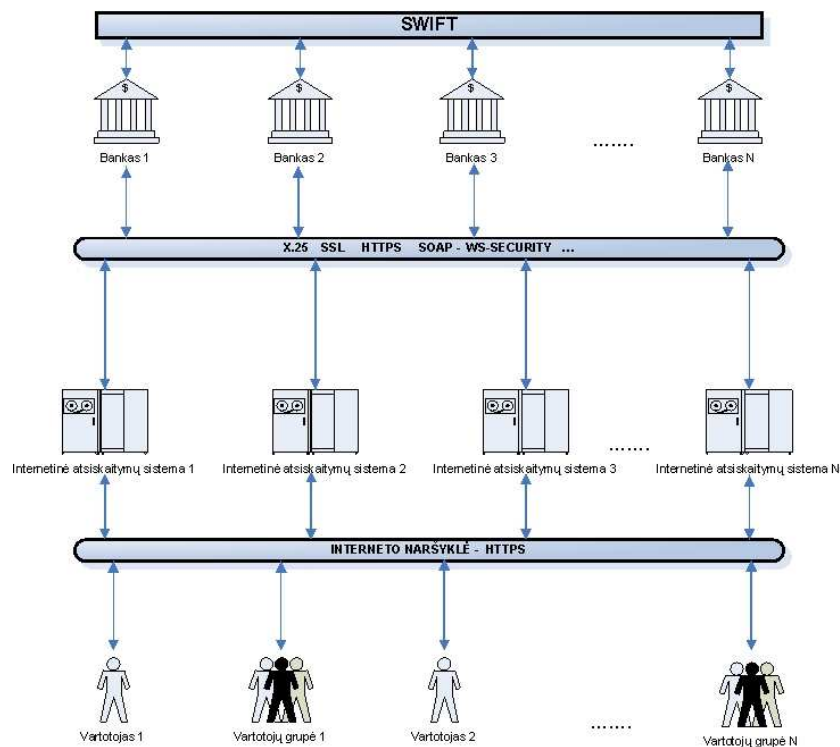 SWIFT
$ $ $ $
Bankas 1 Bankas 2 Bankas 3 ....... Bankas N
X.25 SSL HTTPS SOAP - WS-SECURITY ...
Internetinė atsiskaitymų sistema 1 Internetinė atsiskaitymų sistema 2 Internetinė atsiskaitymų sistema 3 ....... Internetinė atsiskaitymų sistema N
INTERNETO NARŠYKLĖ - HTTPS
Vartotojas 1 Vartotojų grupė 1 Vartotojas 2 ....... Vartotojų grupė N